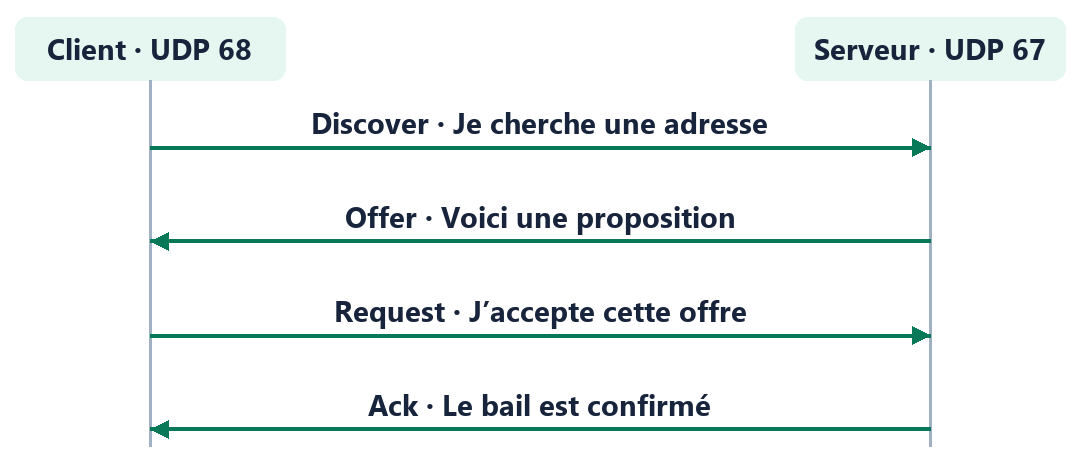 Client · UDP 68
Serveur · UDP 67
Discover · Je cherche une adresse
Offer · Voici une proposition
Request · J’accepte cette offre
Ack · Le bail est confirmé